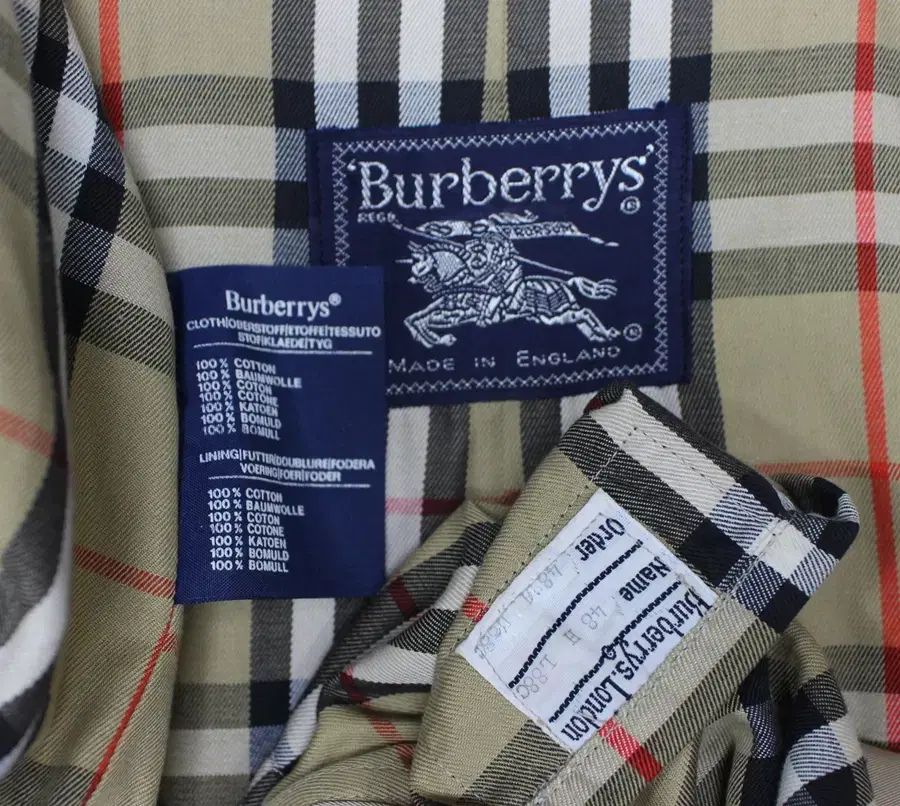 'Burberrys'
REGD
©
©
MADE IN ENGLAND
Burberrys®
CLOTH|OBERSTOFF|ETOFFE|TESSUTO
STOF|KLAEDE|TYG
100% COTTON
100% BAUMWOLLE
100% COTON
100% COTONE
100% KATOEN
100% BOMULD
100% BOMULL
LINING|FUTTER|DOUBLURE|FODERA
VOERING|FOER|FODER
100% COTTON
100% BAUMWOLLE
100% COTON
100% COTONE
100% KATOEN
100% BOMULD
100% BOMULL
Burberrys.London
Name
Order